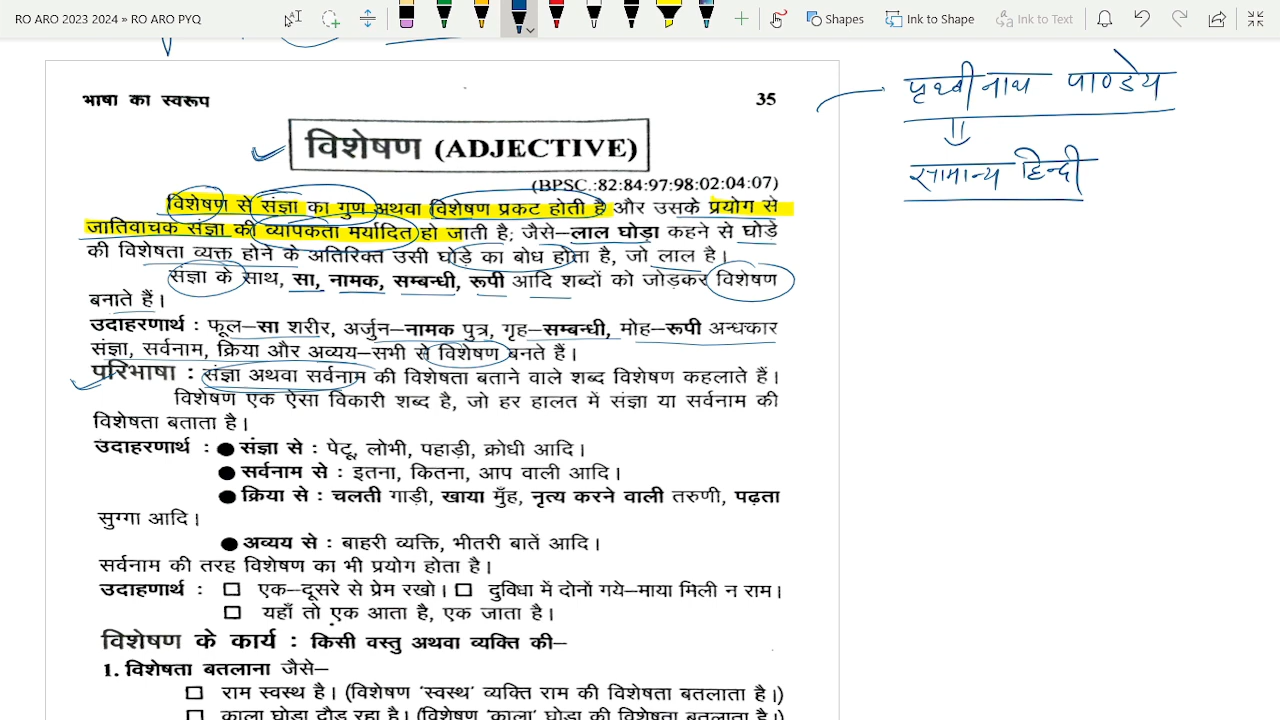 RO ARO 2023 2024 » RO ARO PYQ
Shapes
Ink to Shape
Ink to Text
पृथ्वीनाथ पाण्डेय
सामान्य हिन्दी
भाषा का स्वरूप 35
विशेषण (ADJECTIVE)
(BPSC.:82:84:97:98:02:04:07)
विशेषण से संज्ञा का गुण अथवा विशेषण प्रकट होती है और उसके प्रयोग से
जातिवाचक संज्ञा की व्यापकता मर्यादित हो जाती है; जैसे–लाल घोड़ा कहने से घोड़े
की विशेषता व्यक्त होने के अतिरिक्त उसी घोड़े का बोध होता है, जो लाल है।
संज्ञा के साथ, सा, नामक, सम्बन्धी, रूपी आदि शब्दों को जोड़कर विशेषण
बनाते हैं।
उदाहरणार्थ : फूल–सा शरीर, अर्जुन–नामक पुत्र, गृह–सम्बन्धी, मोह–रूपी अन्धकार
संज्ञा, सर्वनाम, क्रिया और अव्यय–सभी से विशेषण बनते हैं।
परिभाषा : संज्ञा अथवा सर्वनाम की विशेषता बताने वाले शब्द विशेषण कहलाते हैं।
विशेषण एक ऐसा विकारी शब्द है, जो हर हालत में संज्ञा या सर्वनाम की
विशेषता बताता है।
उदाहरणार्थ : ● संज्ञा से : पेटू, लोभी, पहाड़ी, क्रोधी आदि।
● सर्वनाम से : इतना, कितना, आप वाली आदि।
● क्रिया से : चलती गाड़ी, खाया मुँह, नृत्य करने वाली तरुणी, पढ़ता
सुग्गा आदि।
● अव्यय से : बाहरी व्यक्ति, भीतरी बातें आदि।
सर्वनाम की तरह विशेषण का भी प्रयोग होता है।
उदाहणार्थ : □ एक–दूसरे से प्रेम रखो। □ दुविधा में दोनों गये–माया मिली न राम।
□ यहाँ तो एक आता है, एक जाता है।
विशेषण के कार्य : किसी वस्तु अथवा व्यक्ति की–
1. विशेषता बतलाना जैसे–
□ राम स्वस्थ है। (विशेषण 'स्वस्थ' व्यक्ति राम की विशेषता बतलाता है।)
□ काला घोड़ा दौड़ रहा है। (विशेषण 'काला' घोड़ा की विशेषता बतलाता है।)